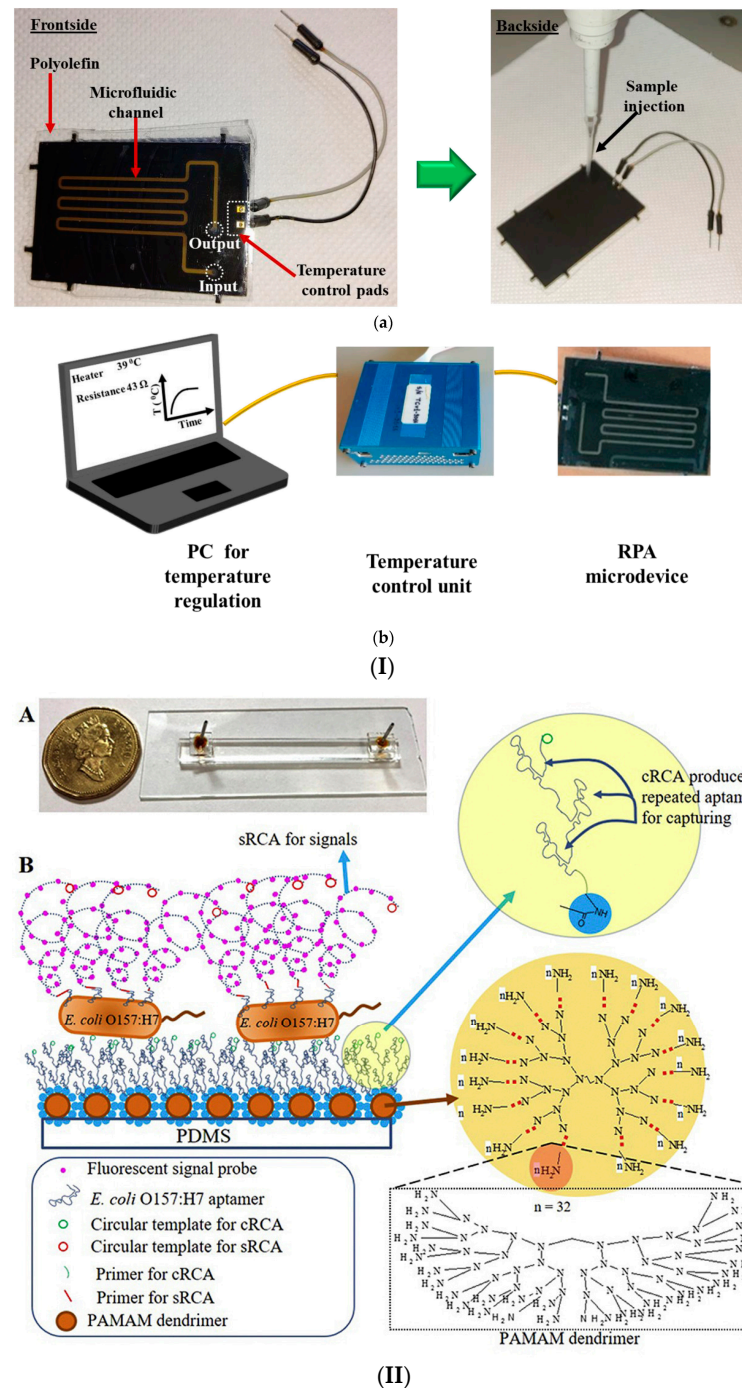 Frontside
Polyolefin
Microfluidic
channel
Output
Input
Temperature
control pads
Backside
Sample
injection
(a)
Heater 39 ⁰C
Resistance 43 Ω
T (⁰C)
Time
PC for
temperature
regulation
Temperature
control unit
RPA
microdevice
(b)
(I)
A
B
sRCA for signals
cRCA produce
repeated aptam
for capturing
NH
O
E. coli O157:H7
E. coli O157:H7
PDMS
Fluorescent signal probe
E. coli O157:H7 aptamer
Circular template for cRCA
Circular template for sRCA
Primer for cRCA
Primer for sRCA
PAMAM dendrimer
n = 32
PAMAM dendrimer
(II)